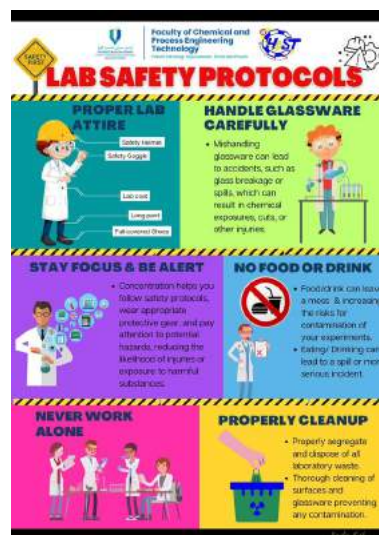 SAFETY
FIRST
Faculty of Chemical and
Process Engineering
Technology
LAB SAFETY PROTOCOLS
PROPER LAB
ATTIRE
Safety Helmet
Safety Goggle
Lab coat
Long pant
Full-covered Shoes
HANDLE GLASSWARE
CAREFULLY
• Mishandling
glassware can lead
to accidents, such as
glass breakage or
spills, which can
result in chemical
exposures, cuts, or
other injuries.
STAY FOCUS & BE ALERT
• Concentration helps you
follow safety protocols,
wear appropriate
protective gear, and pay
attention to potential
hazards, reducing the
likelihood of injuries or
exposure to harmful
substances.
NO FOOD OR DRINK
• Food/drink can leav
a mess & increasing
the risks for
contamination of
your experiments.
• Eating/ Drinking can
lead to a spill or mor
serious incident.
NEVER WORK
ALONE
PROPERLY CLEANUP
• Properly segregate
and dispose of all
laboratory waste.
• Thorough cleaning of
surfaces and
glassware preventing
any contamination.